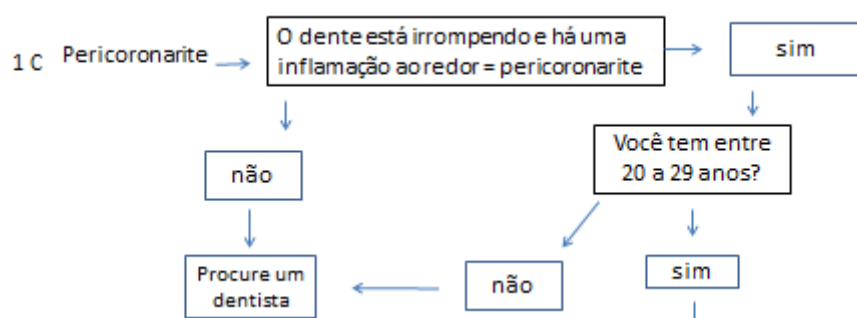 1 C Pericoronarite
O dente está irrompendo e há uma
inflamação ao redor = pericoronarite
sim
Você tem entre
20 a 29 anos?
não
Procure um
dentista
não
sim